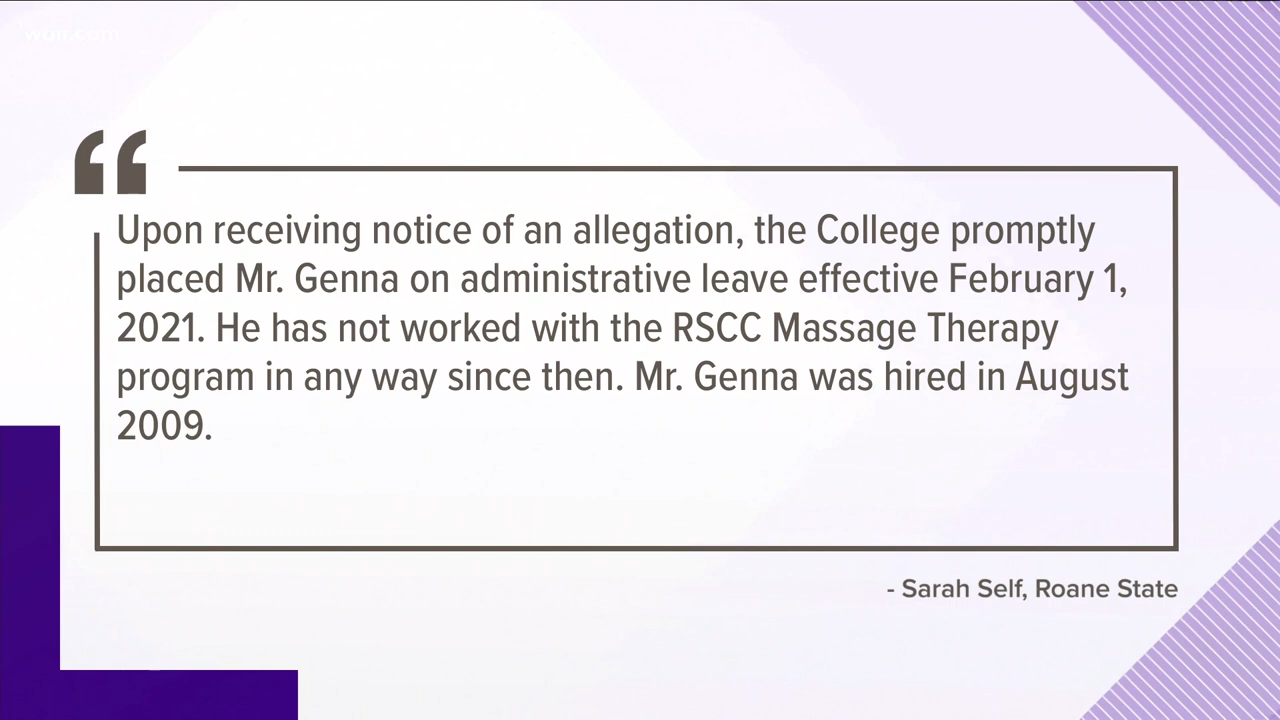 “
Upon receiving notice of an allegation, the College promptly
placed Mr. Genna on administrative leave effective February 1,
2021. He has not worked with the RSCC Massage Therapy
program in any way since then. Mr. Genna was hired in August
2009.
- Sarah Self, Roane State